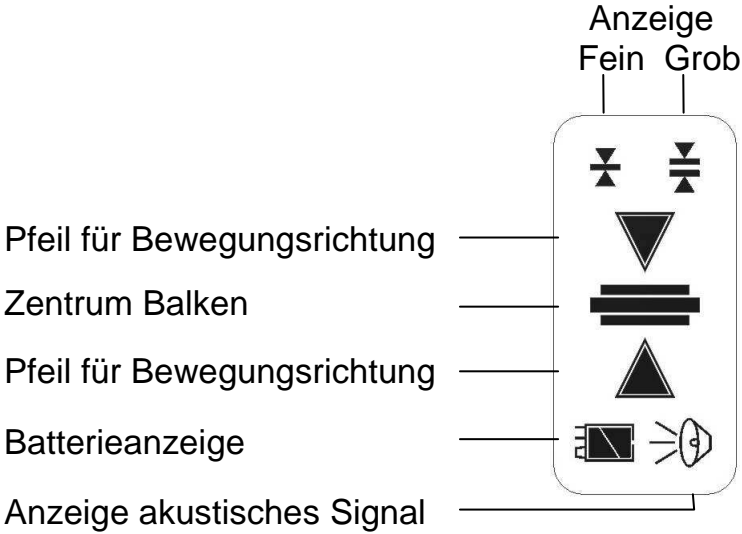 Anzeige
Fein Grob
Pfeil für Bewegungsrichtung
Zentrum Balken
Pfeil für Bewegungsrichtung
Batterieanzeige
Anzeige akustisches Signal